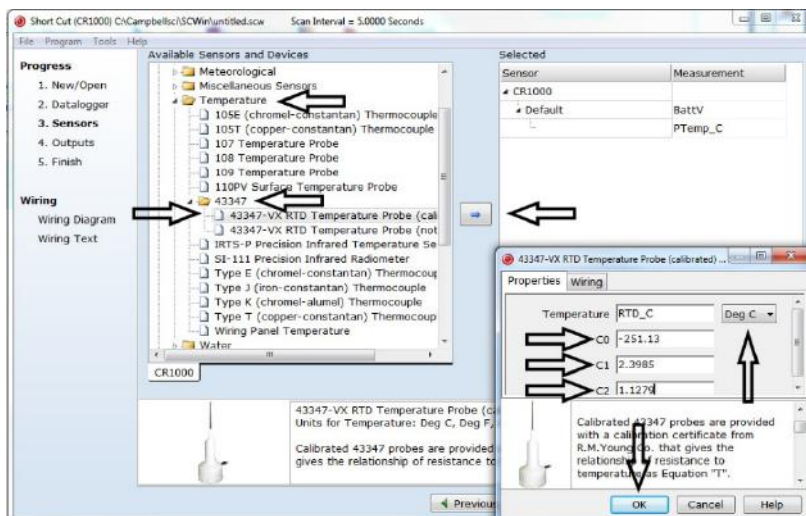 Short Cut (CR1000) C:\Campbellsci\SCWin\untitled.scw Scan Interval = 5.0000 Seconds
File Program Tools Help
Progress
1. New/Open
2. Datalogger
3. Sensors
4. Outputs
5. Finish
Wiring
Wiring Diagram
Wiring Text
Available Sensors and Devices
Meteorological
Miscellaneous Sensors
Temperature
105E (chromel-constantan) Thermocouple
105T (copper-constantan) Thermocouple
107 Temperature Probe
108 Temperature Probe
109 Temperature Probe
110PV Surface Temperature Probe
43347
43347-VX RTD Temperature Probe (cali
43347-VX RTD Temperature Probe (not
IRTS-P Precision Infrared Temperature Se
SI-111 Precision Infrared Radiometer
Type E (chromel-constantan) Thermocoup
Type J (iron-constantan) Thermocouple
Type K (chromel-alumel) Thermocouple
Type T (copper-constantan) Thermocoup
Wiring Panel Temperature
Water
CR1000
Selected
Sensor Measurement
CR1000
Default BattV
PTemp_C
43347-VX RTD Temperature Probe (ca
Units for Temperature: Deg C, Deg F,
Calibrated 43347 probes are provided
gives the relationship of resistance to
Previous
43347-VX RTD Temperature Probe (calibrated) ...
Properties Wiring
Temperature RTD_C Deg C
C0 -251.13
C1 2.3985
C2 1.1279
Calibrated 43347 probes are provided
with a calibration certificate from
R.M.Young Co. that gives the
relationship of resistance to
temperature as Equation "T".
OK Cancel Help